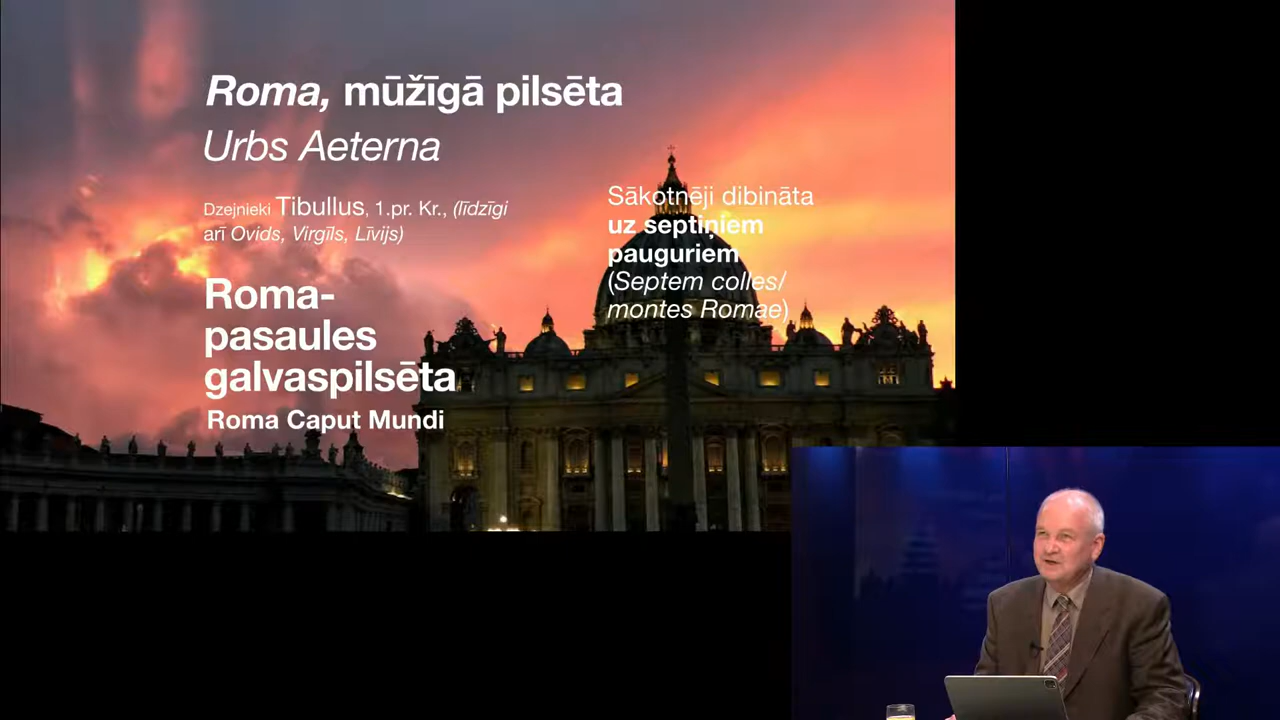 Roma, mūžīgā pilsēta
Urbs Aeterna
Dzejnieki Tibullus, 1.pr. Kr., (līdzīgi
arī Ovids, Virgīls, Līvijs)
Roma-
pasaules
galvaspilsēta
Roma Caput Mundi
Sākotnēji dibināta
uz septiņiem
pauguriem
(Septem colles/
montes Romae)